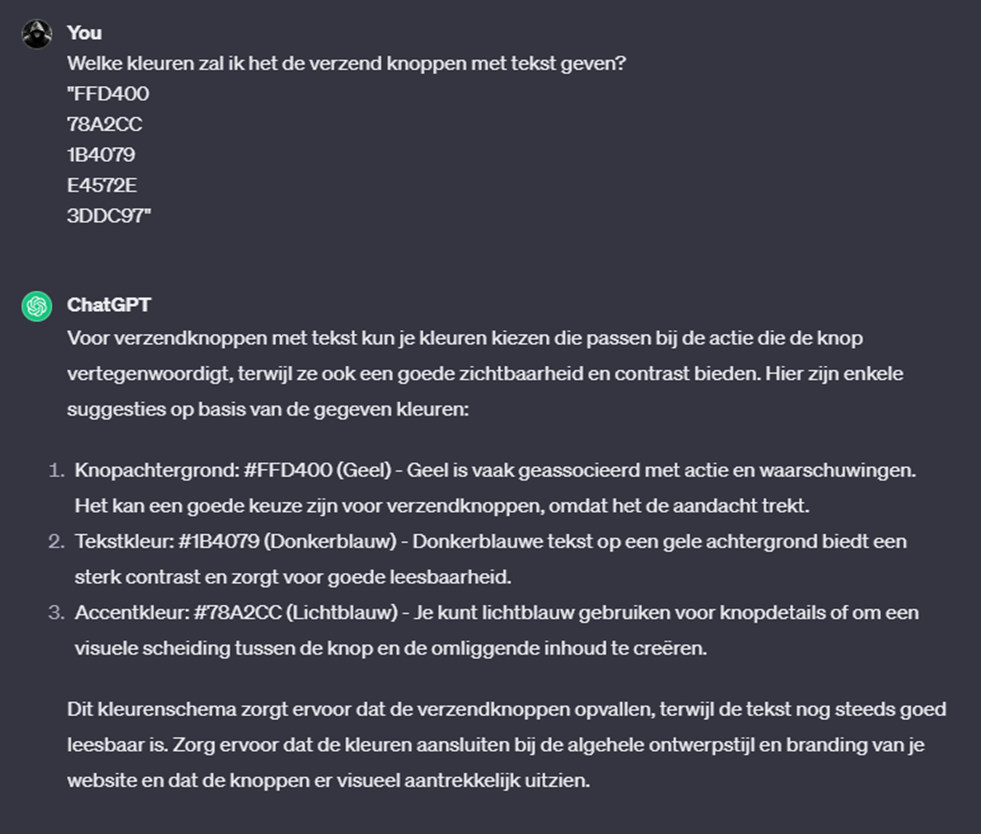 You
Welke kleuren zal ik het de verzend knoppen met tekst geven?
"FFD400
78A2CC
1B4079
E4572E
3DDC97"
ChatGPT
Voor verzendknoppen met tekst kun je kleuren kiezen die passen bij de actie die de knop
vertegenwoordigt, terwijl ze ook een goede zichtbaarheid en contrast bieden. Hier zijn enkele
suggesties op basis van de gegeven kleuren:
1. Knopachtergrond: #FFD400 (Geel) - Geel is vaak geassocieerd met actie en waarschuwingen.
Het kan een goede keuze zijn voor verzendknoppen, omdat het de aandacht trekt.
2. Tekstkleur: #1B4079 (Donkerblauw) - Donkerblauwe tekst op een gele achtergrond biedt een
sterk contrast en zorgt voor goede leesbaarheid.
3. Accentkleur: #78A2CC (Lichtblauw) - Je kunt lichtblauw gebruiken voor knopdetails of om een
visuele scheiding tussen de knop en de omliggende inhoud te creëren.
Dit kleurenschema zorgt ervoor dat de verzendknoppen opvallen, terwijl de tekst nog steeds goed
leesbaar is. Zorg ervoor dat de kleuren aansluiten bij de algehele ontwerpstijl en branding van je
website en dat de knoppen er visueel aantrekkelijk uitzien.